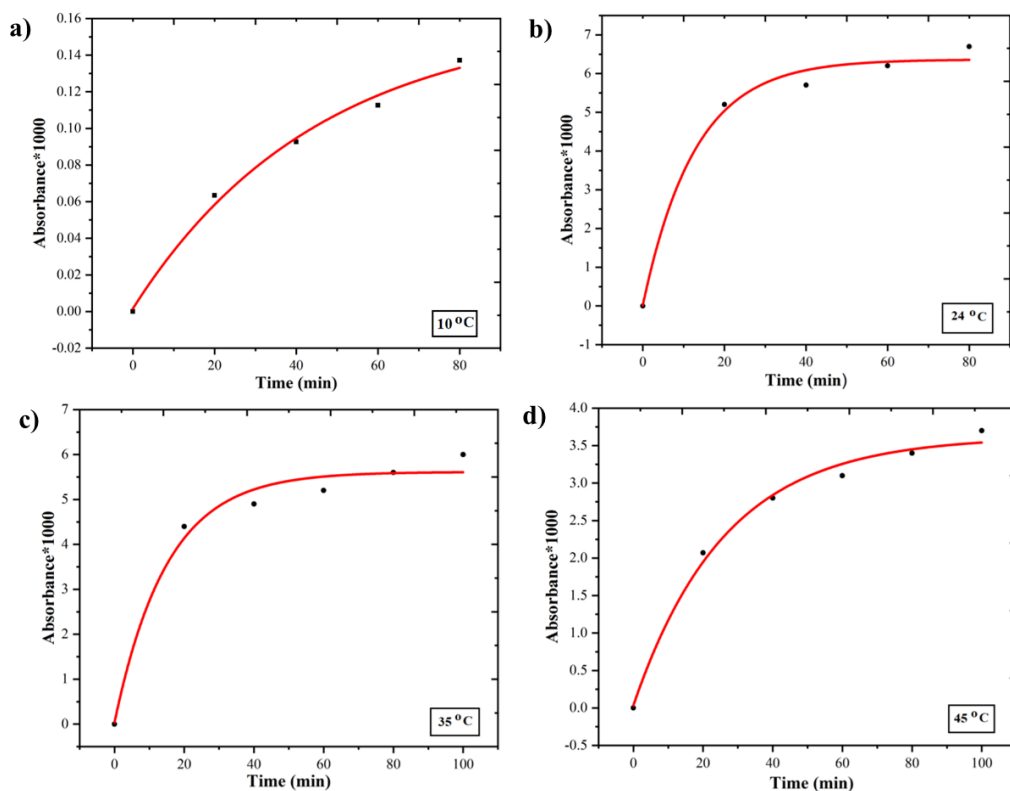 a)
0.16
0.14
0.12
0.10
0.08
0.06
0.04
0.02
0.00
-0.02
Absorbance*1000
0 20 40 60 80
Time (min)
10 °C
b)
7
6
5
4
3
2
1
0
-1
Absorbance*1000
0 20 40 60 80
Time (min)
24 °C
c)
7
6
5
4
3
2
1
0
Absorbance*1000
0 20 40 60 80 100
Time (min)
35 °C
d)
4.0
3.5
3.0
2.5
2.0
1.5
1.0
0.5
0.0
-0.5
Absorbance*1000
0 20 40 60 80 100
Time (min)
45 °C